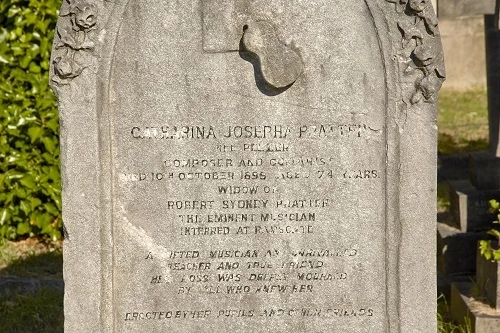 CATHARINA JOSEPHA PRATTEN
NEE PELZER
COMPOSER AND GUITARIST
DIED 10TH OCTOBER 1895 AGED 74 YEARS
WIDOW OF
ROBERT SYDNEY PRATTEN
THE EMINENT MUSICIAN
INTERRED AT RAMSGATE
A GIFTED MUSICIAN AN UNRIVALLED
TEACHER AND TRUE FRIEND
HER LOSS WAS DEEPLY MOURNED
BY ALL WHO KNEW HER
ERECTED BY HER PUPILS AND OTHER FRIENDS